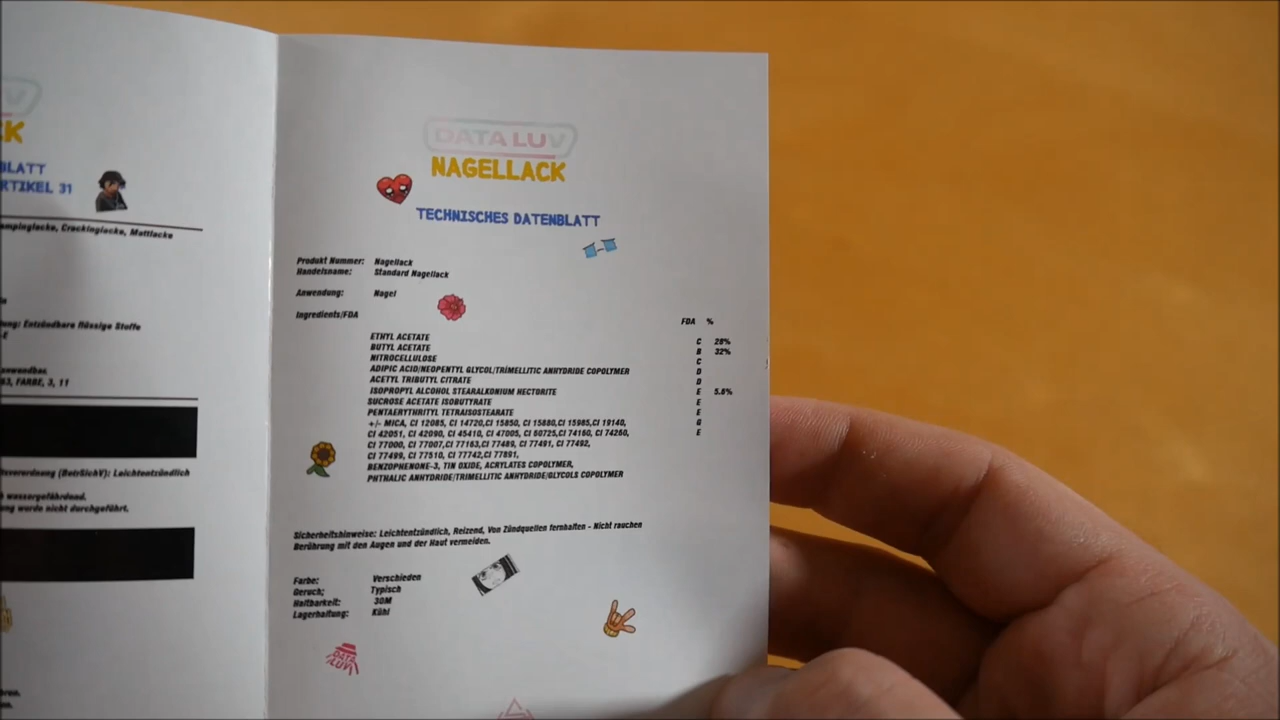 CK
BLATT
ARTIKEL 31
Crackinglacke, Mattlacke
Entzündbare flüssige Stoffe
-E
FARBE, 3, 11
(BetrSichV): Leichtentzündlich
wassergefährdend.
wurde nicht durchgeführt.
DATA LUV
NAGELLACK
TECHNISCHES DATENBLATT
Produkt Nummer: Nagellack
Handelsname: Standard Nagellack
Anwendung: Nagel
Ingredients/FDA FDA %
ETHYL ACETATE C 28%
BUTYL ACETATE B 32%
NITROCELLULOSE C
ADIPIC ACID/NEOPENTYL GLYCOL/TRIMELLITIC ANHYDRIDE COPOLYMER D
ACETYL TRIBUTYL CITRATE D
ISOPROPYL ALCOHOL STEARALKONIUM HECTORITE E 5.8%
SUCROSE ACETATE ISOBUTYRATE E
PENTAERYTHRITYL TETRAISOSTEARATE E
+/- MICA, CI 12085, CI 14720,CI 15850, CI 15880,CI 15985,CI 19140, G
CI 42051, CI 42090, CI 45410, CI 47005, CI 60725,CI 74160, CI 74260, E
CI 77000, CI 77007,CI 77163,CI 77489, CI 77491, CI 77492,
CI 77499, CI 77510, CI 77742,CI 77891,
BENZOPHENONE-3, TIN OXIDE, ACRYLATES COPOLYMER,
PHTHALIC ANHYDRIDE/TRIMELLITIC ANHYDRIDE/GLYCOLS COPOLYMER
Sicherheitshinweise: Leichtentzündlich, Reizend, Von Zündquellen fernhalten - Nicht rauchen
Berührung mit den Augen und der Haut vermeiden.
Farbe: Verschieden
Geruch; Typisch
Haltbarkeit: 30M
Lagerhaltung: Kühl
DATA
LUV